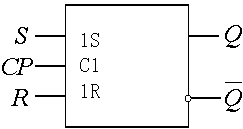 S 1S Q
CP C1
R 1R Q̅